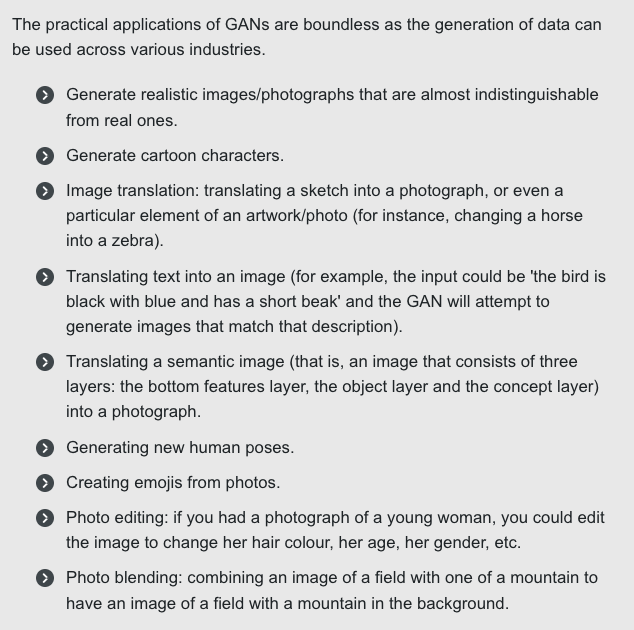 The practical applications of GANs are boundless as the generation of data can
be used across various industries.
Generate realistic images/photographs that are almost indistinguishable
from real ones.
Generate cartoon characters.
Image translation: translating a sketch into a photograph, or even a
particular element of an artwork/photo (for instance, changing a horse
into a zebra).
Translating text into an image (for example, the input could be 'the bird is
black with blue and has a short beak' and the GAN will attempt to
generate images that match that description).
Translating a semantic image (that is, an image that consists of three
layers: the bottom features layer, the object layer and the concept layer)
into a photograph.
Generating new human poses.
Creating emojis from photos.
Photo editing: if you had a photograph of a young woman, you could edit
the image to change her hair colour, her age, her gender, etc.
Photo blending: combining an image of a field with one of a mountain to
have an image of a field with a mountain in the background.